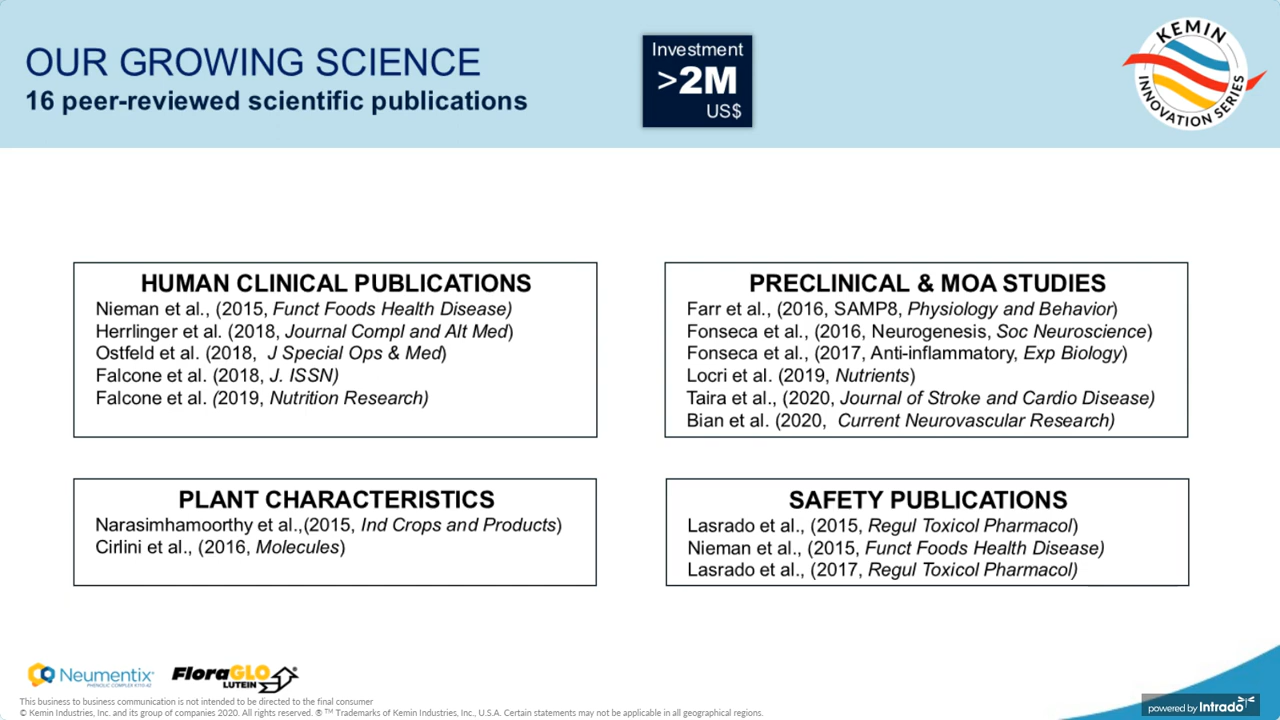 OUR GROWING SCIENCE
16 peer-reviewed scientific publications
Investment
>2M
US$
KEMIN
INNOVATION SERIES
HUMAN CLINICAL PUBLICATIONS
Nieman et al., (2015, Funct Foods Health Disease)
Herrlinger et al. (2018, Journal Compl and Alt Med)
Ostfeld et al. (2018, J Special Ops & Med)
Falcone et al. (2018, J. ISSN)
Falcone et al. (2019, Nutrition Research)
PRECLINICAL & MOA STUDIES
Farr et al., (2016, SAMP8, Physiology and Behavior)
Fonseca et al., (2016, Neurogenesis, Soc Neuroscience)
Fonseca et al., (2017, Anti-inflammatory, Exp Biology)
Locri et al. (2019, Nutrients)
Taira et al., (2020, Journal of Stroke and Cardio Disease)
Bian et al. (2020, Current Neurovascular Research)
PLANT CHARACTERISTICS
Narasimhamoorthy et al.,(2015, Ind Crops and Products)
Cirlini et al., (2016, Molecules)
SAFETY PUBLICATIONS
Lasrado et al., (2015, Regul Toxicol Pharmacol)
Nieman et al., (2015, Funct Foods Health Disease)
Lasrado et al., (2017, Regul Toxicol Pharmacol)
Neumentix
PHENOLIC COMPLEX K110-42
FloraGLO®
LUTEIN
This business to business communication is not intended to be directed to the final consumer
© Kemin Industries, Inc. and its group of companies 2020. All rights reserved. ® ™ Trademarks of Kemin Industries, Inc., U.S.A. Certain statements may not be applicable in all geographical regions.
powered by Intrado